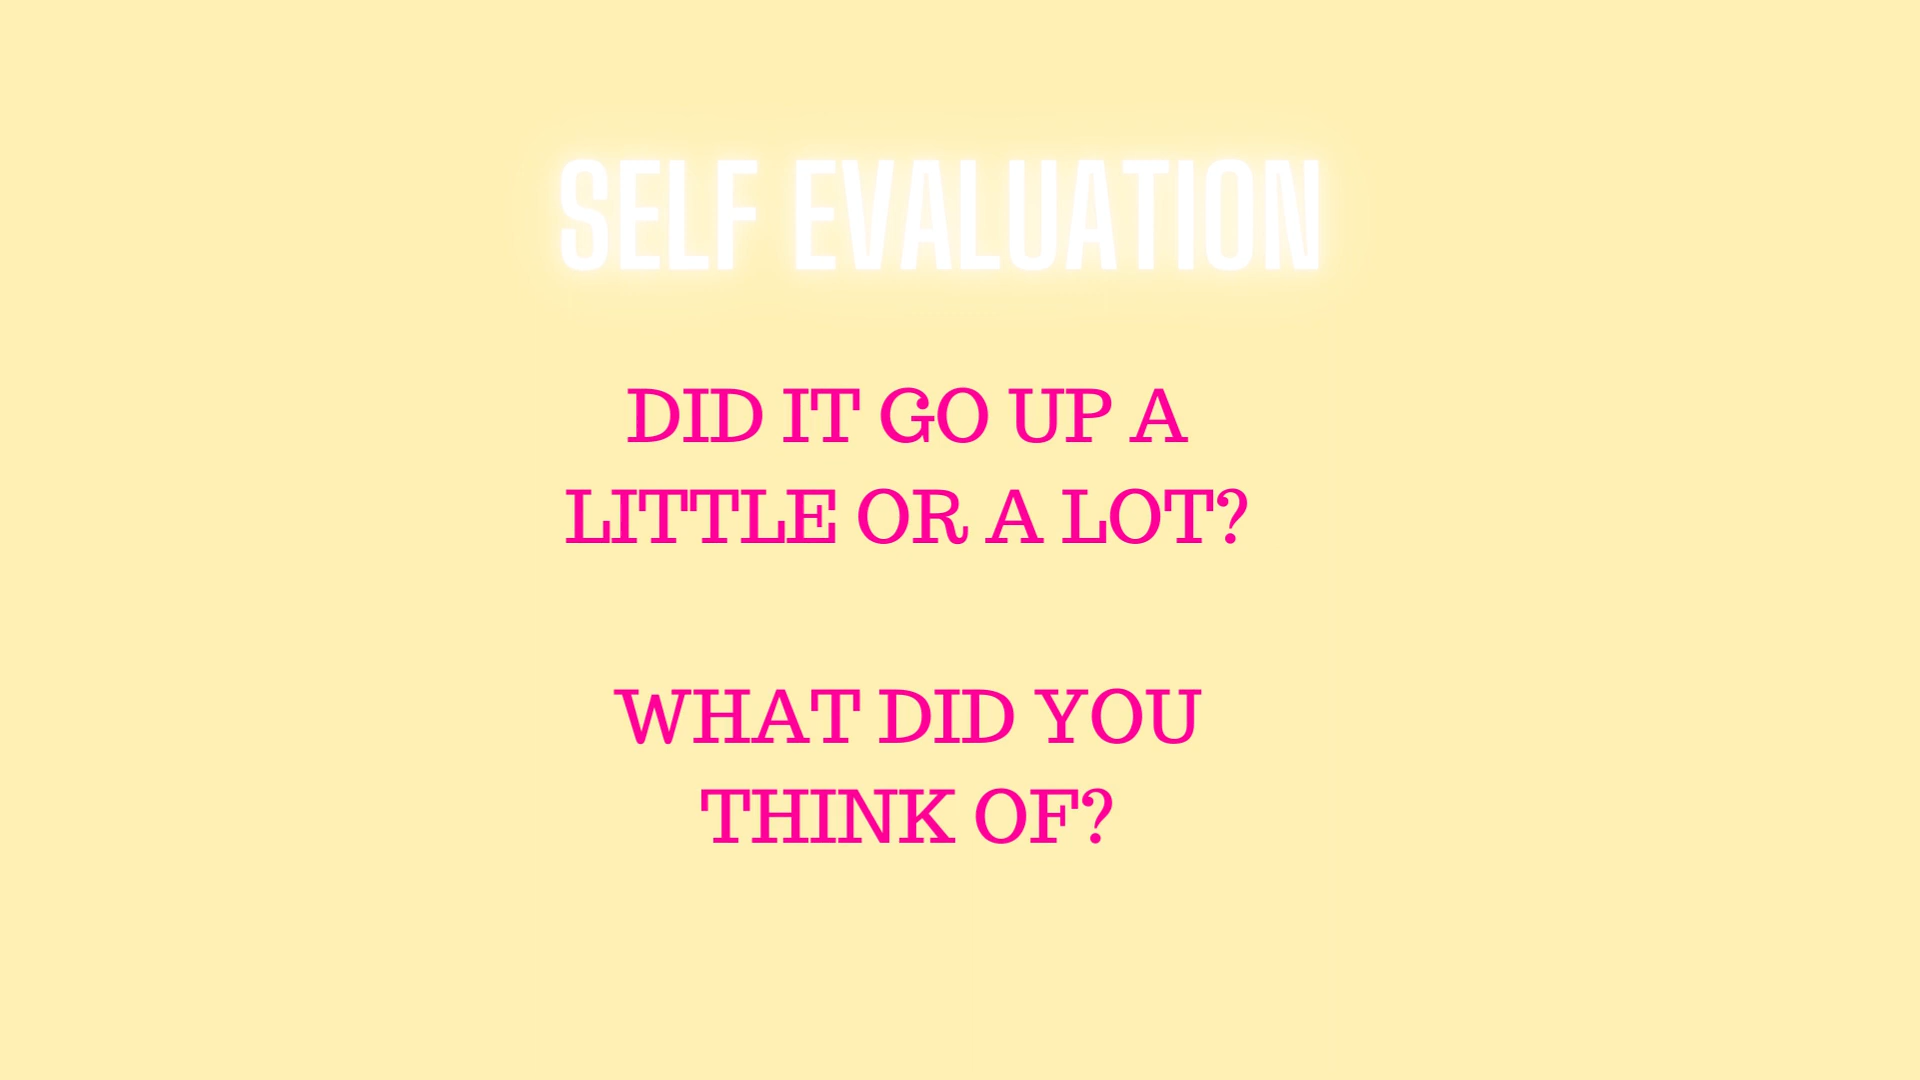 SELF EVALUATION
DID IT GO UP A
LITTLE OR A LOT?
WHAT DID YOU
THINK OF?